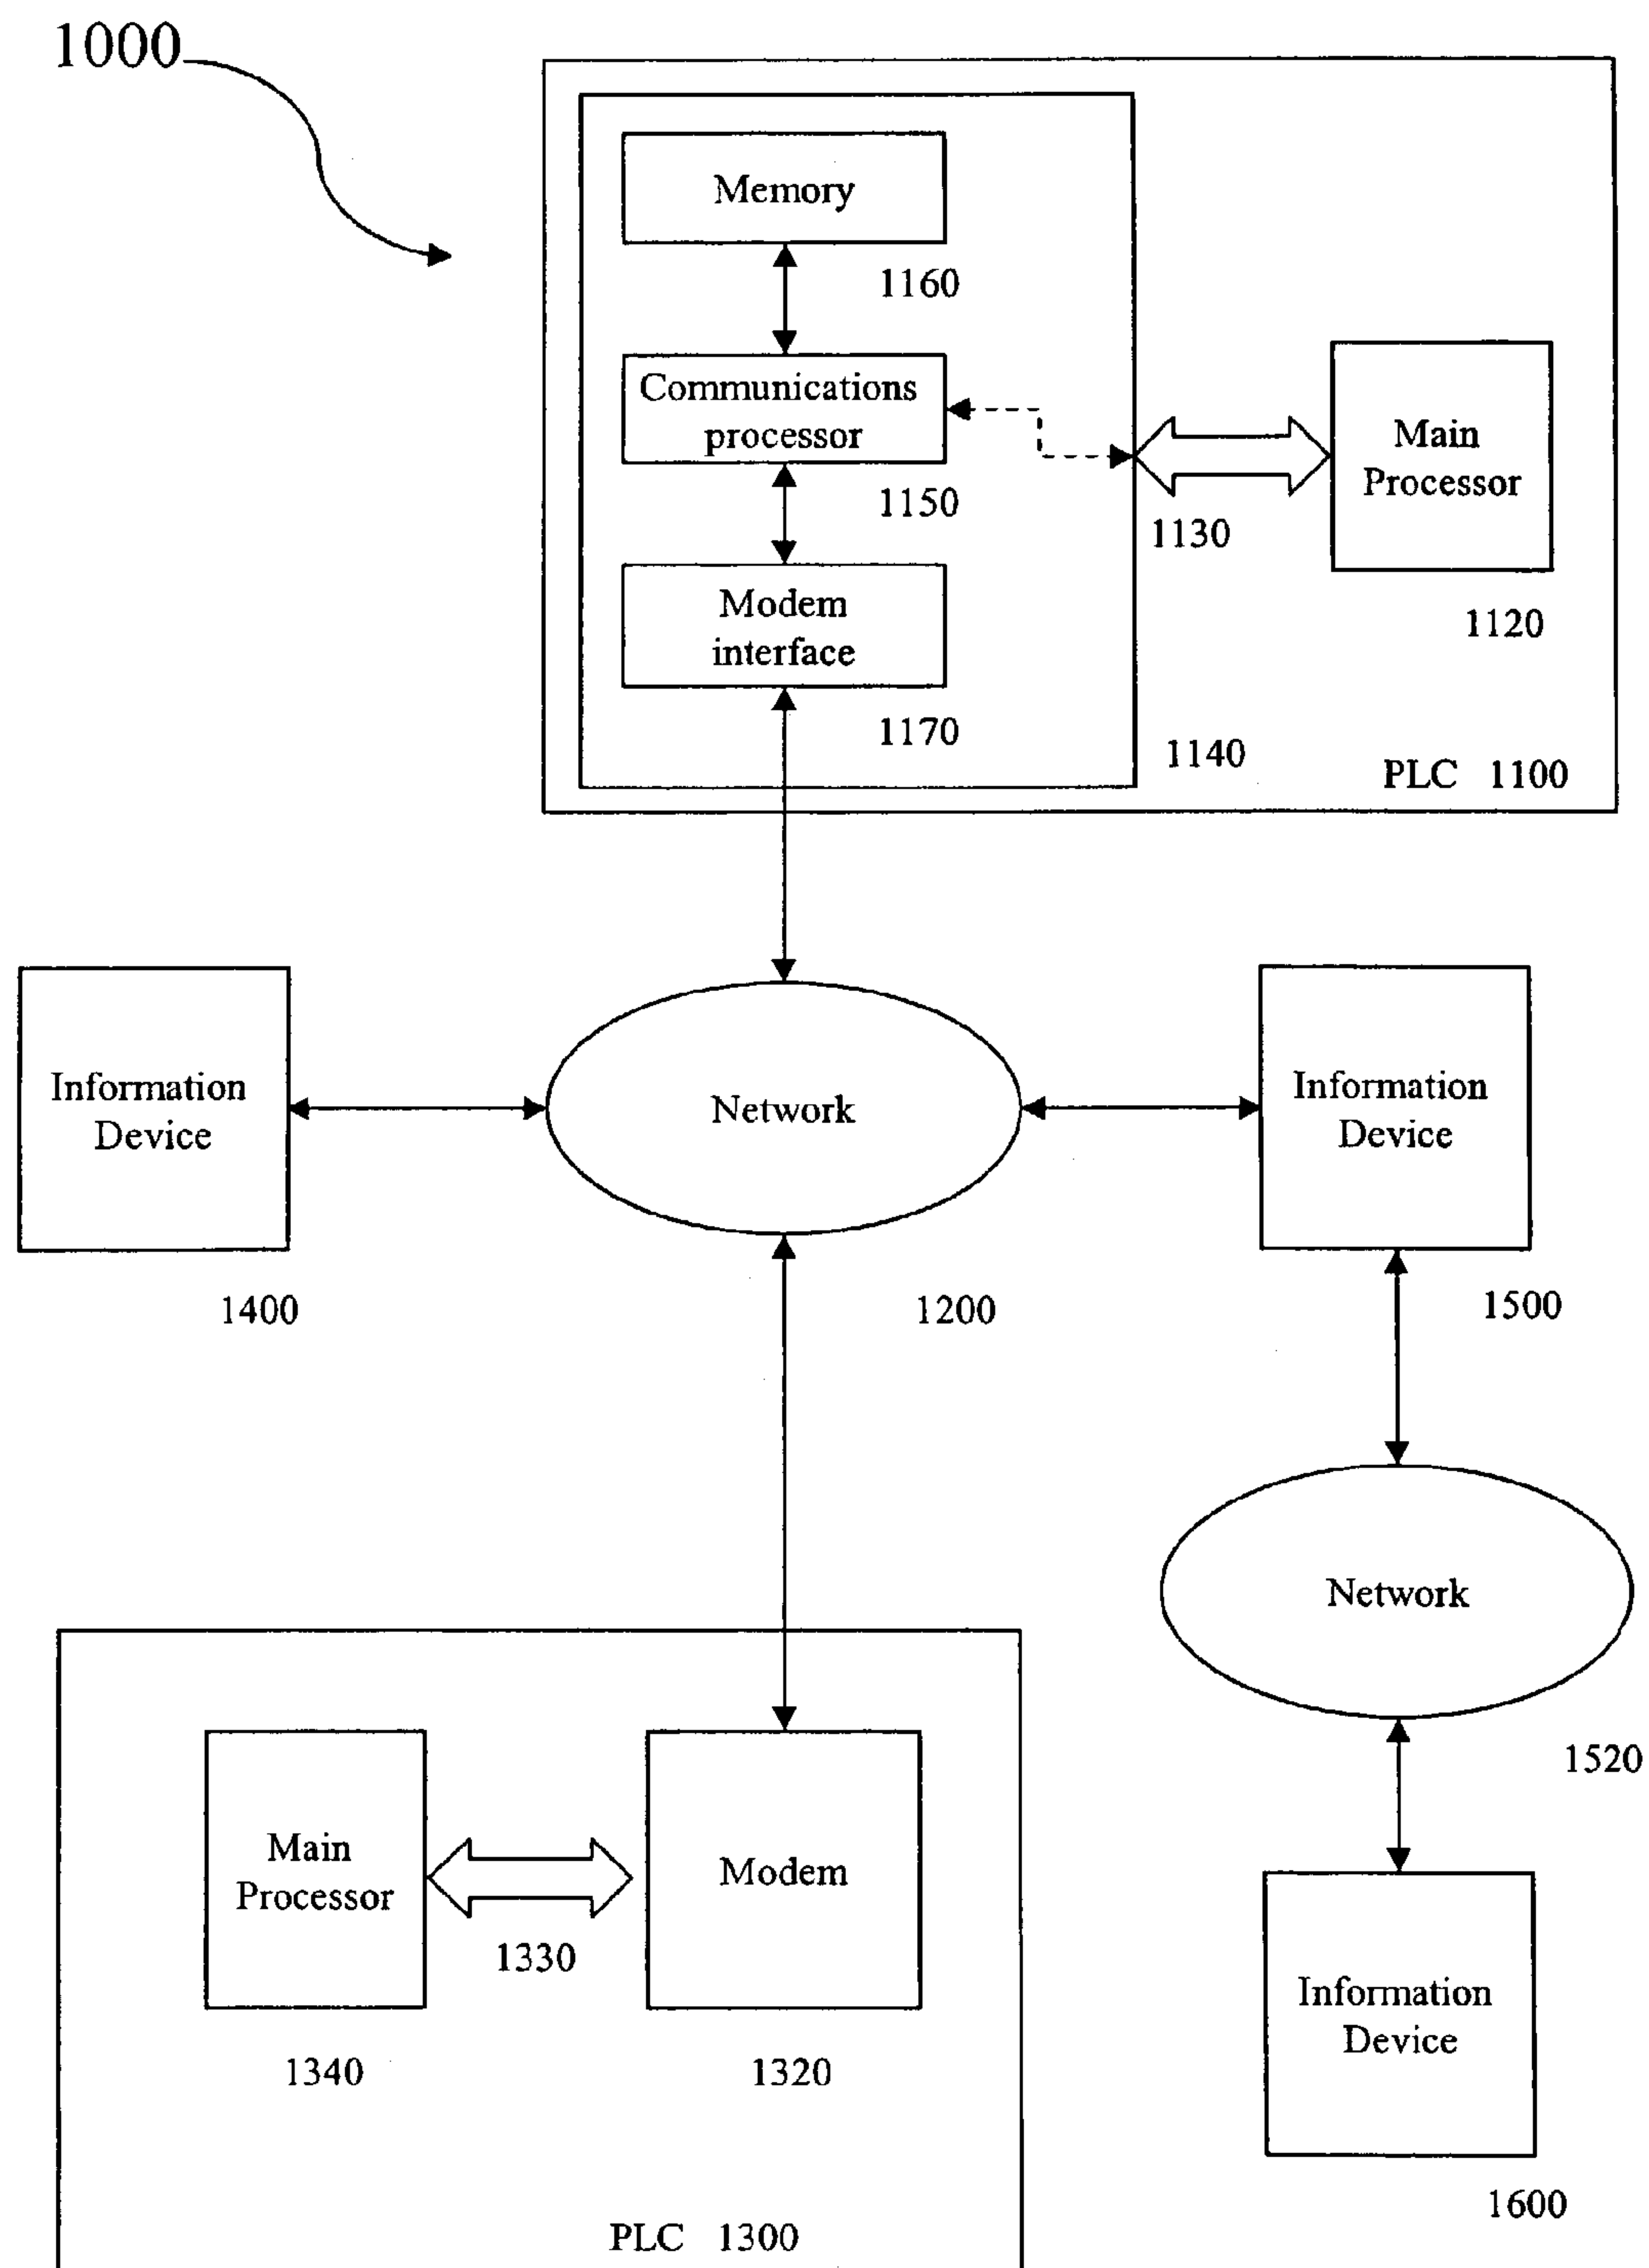 1000
Memory
1160
Communications
processor
1150
Main
Processor
1130
Modem
interface
1120
1170
1140
PLC 1100
Information
Device
Network
Information
Device
1400
1200
1500
Network
1520
Main
Processor
Modem
1330
1340
1320
Information
Device
1600
PLC 1300